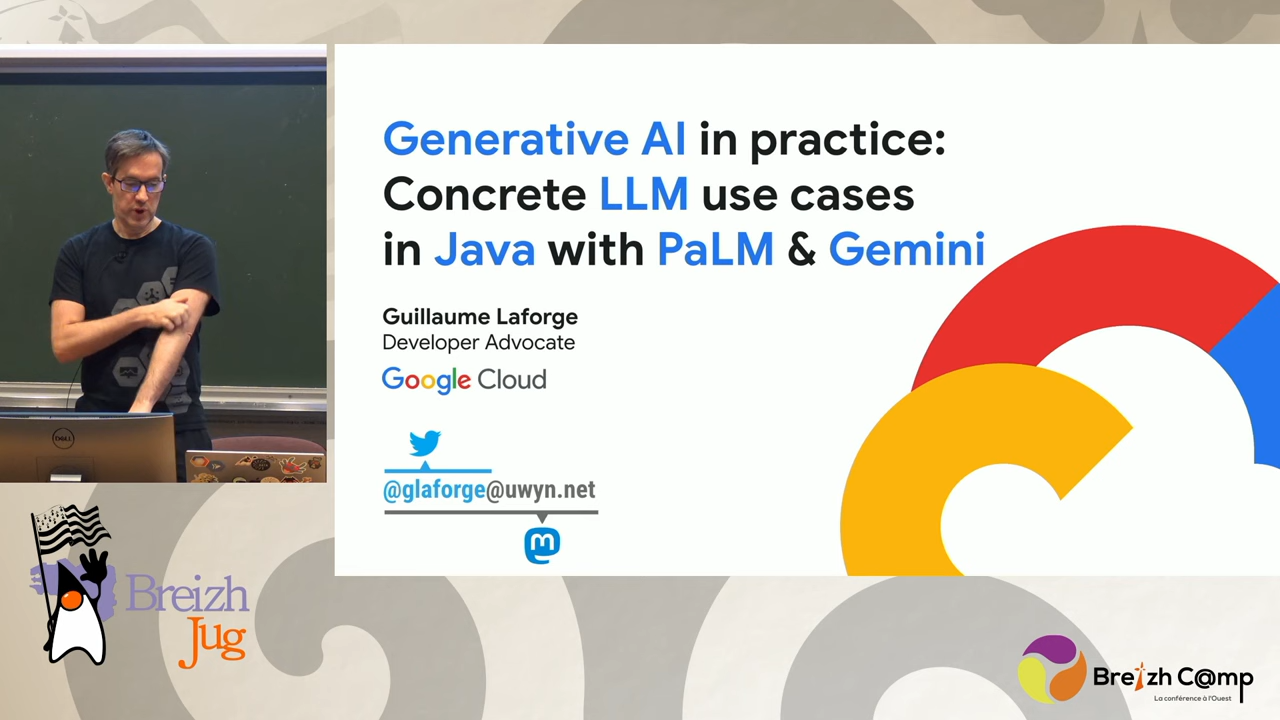 Generative AI in practice:
Concrete LLM use cases
in Java with PaLM & Gemini
Guillaume Laforge
Developer Advocate
Google Cloud
@glaforge@uwyn.net
DELL
Breizh
Jug
Breizh C@mp
La conférence à l'Ouest